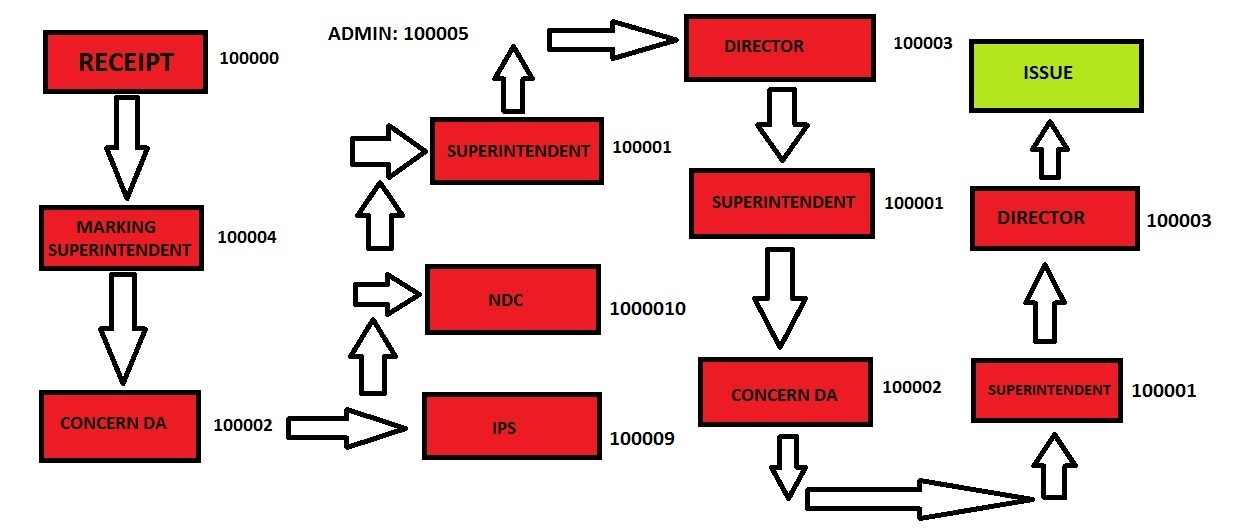 RECEIPT
100000
MARKING
SUPERINTENDENT
100004
CONCERN DA
100002
IPS
100009
NDC
1000010
SUPERINTENDENT
100001
ADMIN: 100005
DIRECTOR
100003
SUPERINTENDENT
100001
CONCERN DA
100002
SUPERINTENDENT
100001
DIRECTOR
100003
ISSUE